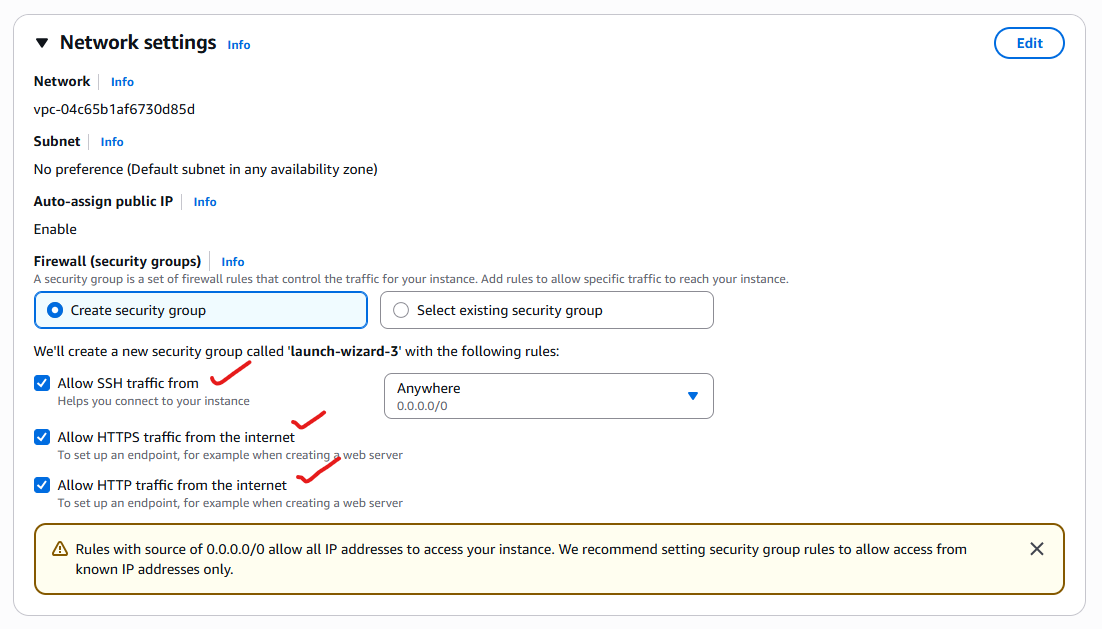 Network settings Info
Edit
Network Info
vpc-04c65b1af6730d85d
Subnet Info
No preference (Default subnet in any availability zone)
Auto-assign public IP Info
Enable
Firewall (security groups) Info
A security group is a set of firewall rules that control the traffic for your instance. Add rules to allow specific traffic to reach your instance.
Create security group
Select existing security group
We'll create a new security group called 'launch-wizard-3' with the following rules:
Allow SSH traffic from
Helps you connect to your instance
Anywhere
0.0.0.0/0
Allow HTTPS traffic from the internet
To set up an endpoint, for example when creating a web server
Allow HTTP traffic from the internet
To set up an endpoint, for example when creating a web server
Rules with source of 0.0.0.0/0 allow all IP addresses to access your instance. We recommend setting security group rules to allow access from
known IP addresses only.